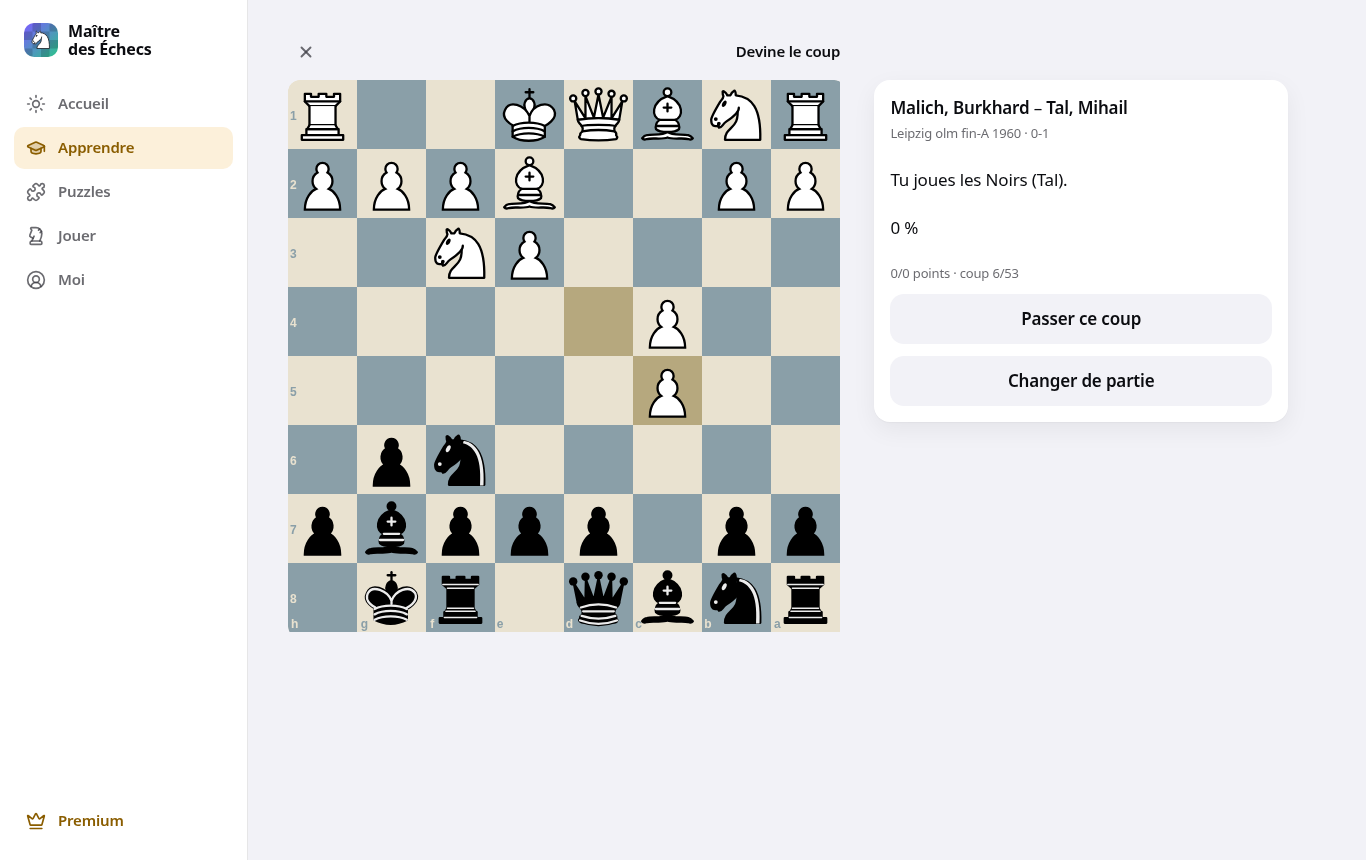 Maître
des Échecs
Accueil
Apprendre
Puzzles
Jouer
Moi
Premium
Devine le coup
1
2
3
4
5
6
7
8
h g f e d c b a
Malich, Burkhard – Tal, Mihail
Leipzig olm fin-A 1960 · 0-1
Tu joues les Noirs (Tal).
0 %
0/0 points · coup 6/53
Passer ce coup
Changer de partie